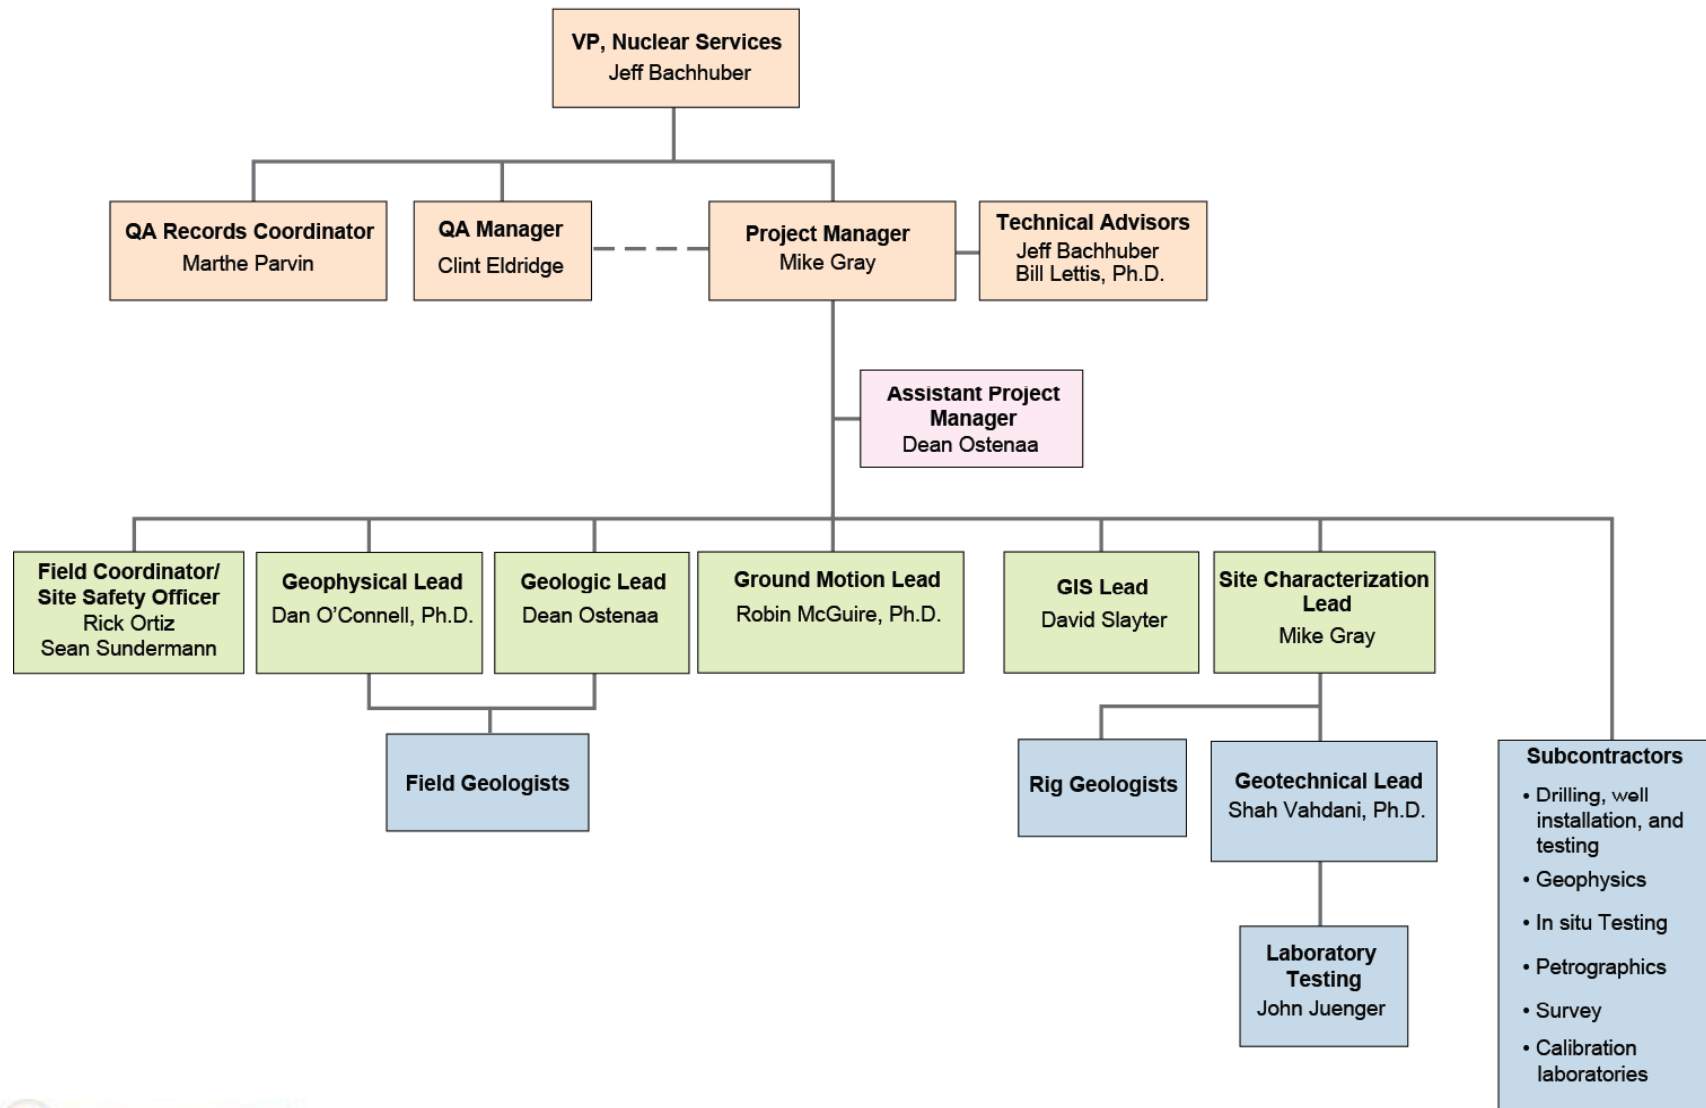 VP, Nuclear Services
Jeff Bachhuber
QA Records Coordinator
Marthe Parvin
QA Manager
Clint Eldridge
Project Manager
Mike Gray
Technical Advisors
Jeff Bachhuber
Bill Lettis, Ph.D.
Assistant Project
Manager
Dean Ostenaa
Field Coordinator/
Site Safety Officer
Rick Ortiz
Sean Sundermann
Geophysical Lead
Dan O'Connell, Ph.D.
Geologic Lead
Dean Ostenaa
Ground Motion Lead
Robin McGuire, Ph.D.
GIS Lead
David Slayter
Site Characterization
Lead
Mike Gray
Field Geologists
Rig Geologists
Geotechnical Lead
Shah Vahdani, Ph.D.
Laboratory
Testing
John Juenger
Subcontractors
• Drilling, well
installation, and
testing
• Geophysics
• In situ Testing
• Petrographics
• Survey
• Calibration
laboratories